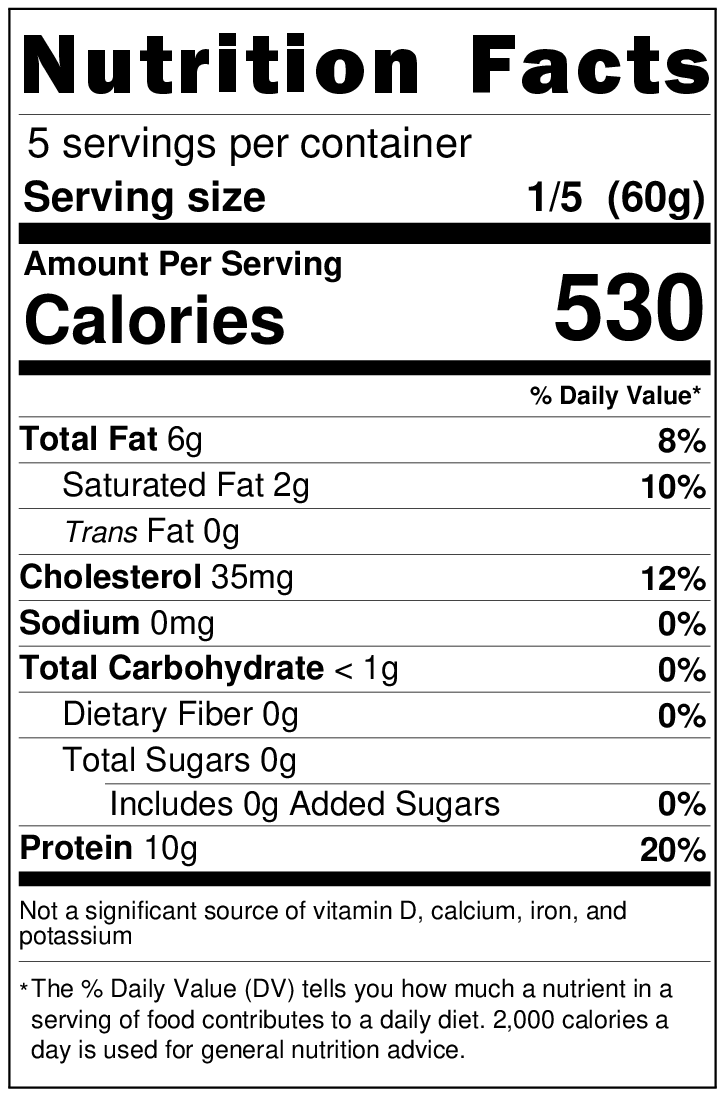 Nutrition Facts
5 servings per container
Serving size 1/5 (60g)
Amount Per Serving
Calories 530
% Daily Value*
Total Fat 6g 8%
Saturated Fat 2g 10%
Trans Fat 0g
Cholesterol 35mg 12%
Sodium 0mg 0%
Total Carbohydrate < 1g 0%
Dietary Fiber 0g 0%
Total Sugars 0g
Includes 0g Added Sugars 0%
Protein 10g 20%
Not a significant source of vitamin D, calcium, iron, and
potassium
*The % Daily Value (DV) tells you how much a nutrient in a
serving of food contributes to a daily diet. 2,000 calories a
day is used for general nutrition advice.